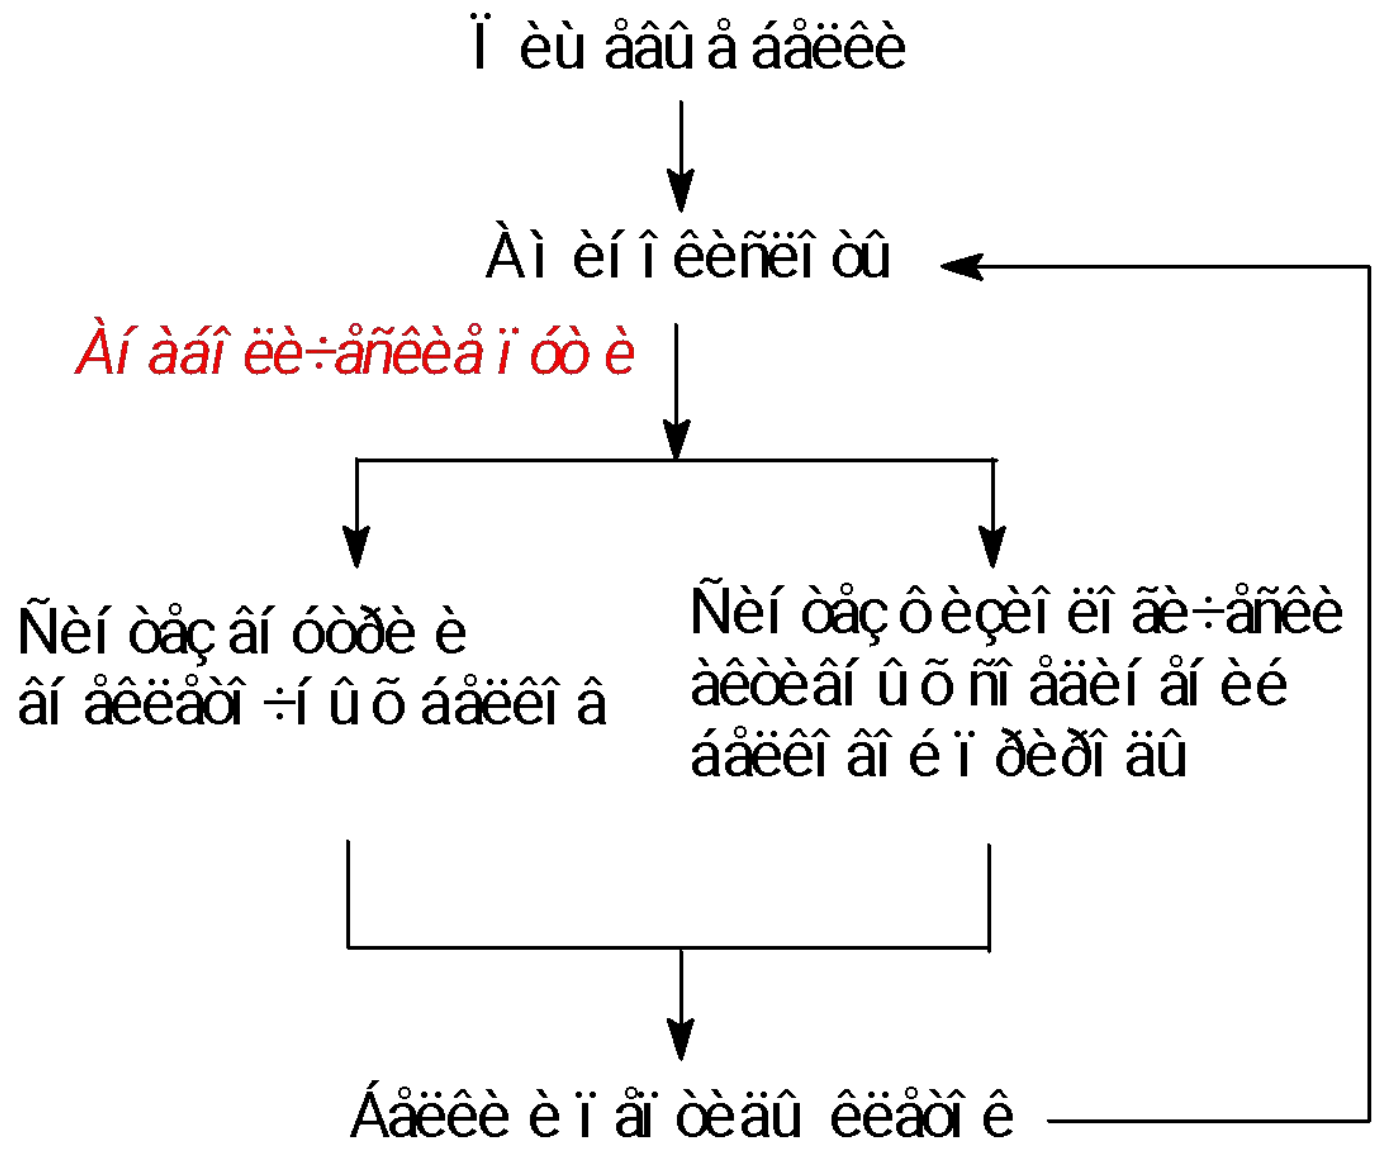 Ï èù åâû å áåëêè
Àì èí î êèñëî òû
Àí àáî ëè÷åñêèå ï óò è
Ñèí òåç âí óòðè è
âí åêëåòî ÷í û õ áåëêî â
Ñèí òåç ô èçèî ëî ãè÷åñêè
àêòèâí û õ ñî åäèí åí èé
áåëêî âî é ï ðèðî äû
Áåëêè è ï åï òèäû êëåòî ê